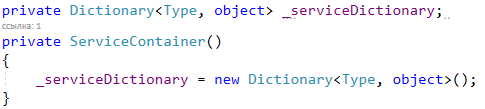 private Dictionary<Type, object> _serviceDictionary;
ссылка: 1
private ServiceContainer()
{
_serviceDictionary = new Dictionary<Type, object>();
}